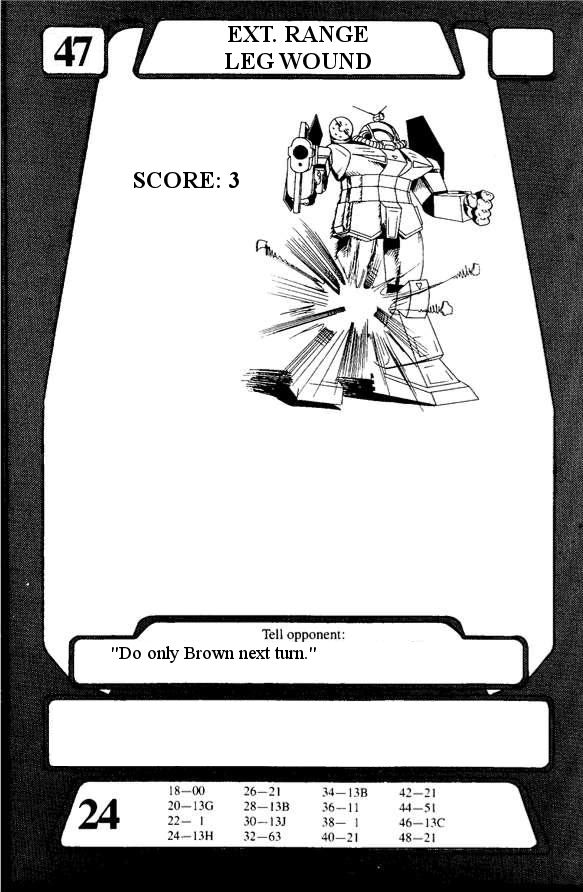 47
EXT. RANGE
LEG WOUND
SCORE: 3
Tell opponent:
"Do only Brown next turn."
24
18—00 26—21 34—13B 42—21
20—13G 28—13B 36—11 44—51
22— 1 30—13J 38— 1 46—13C
24—13H 32—63 40—21 48—21